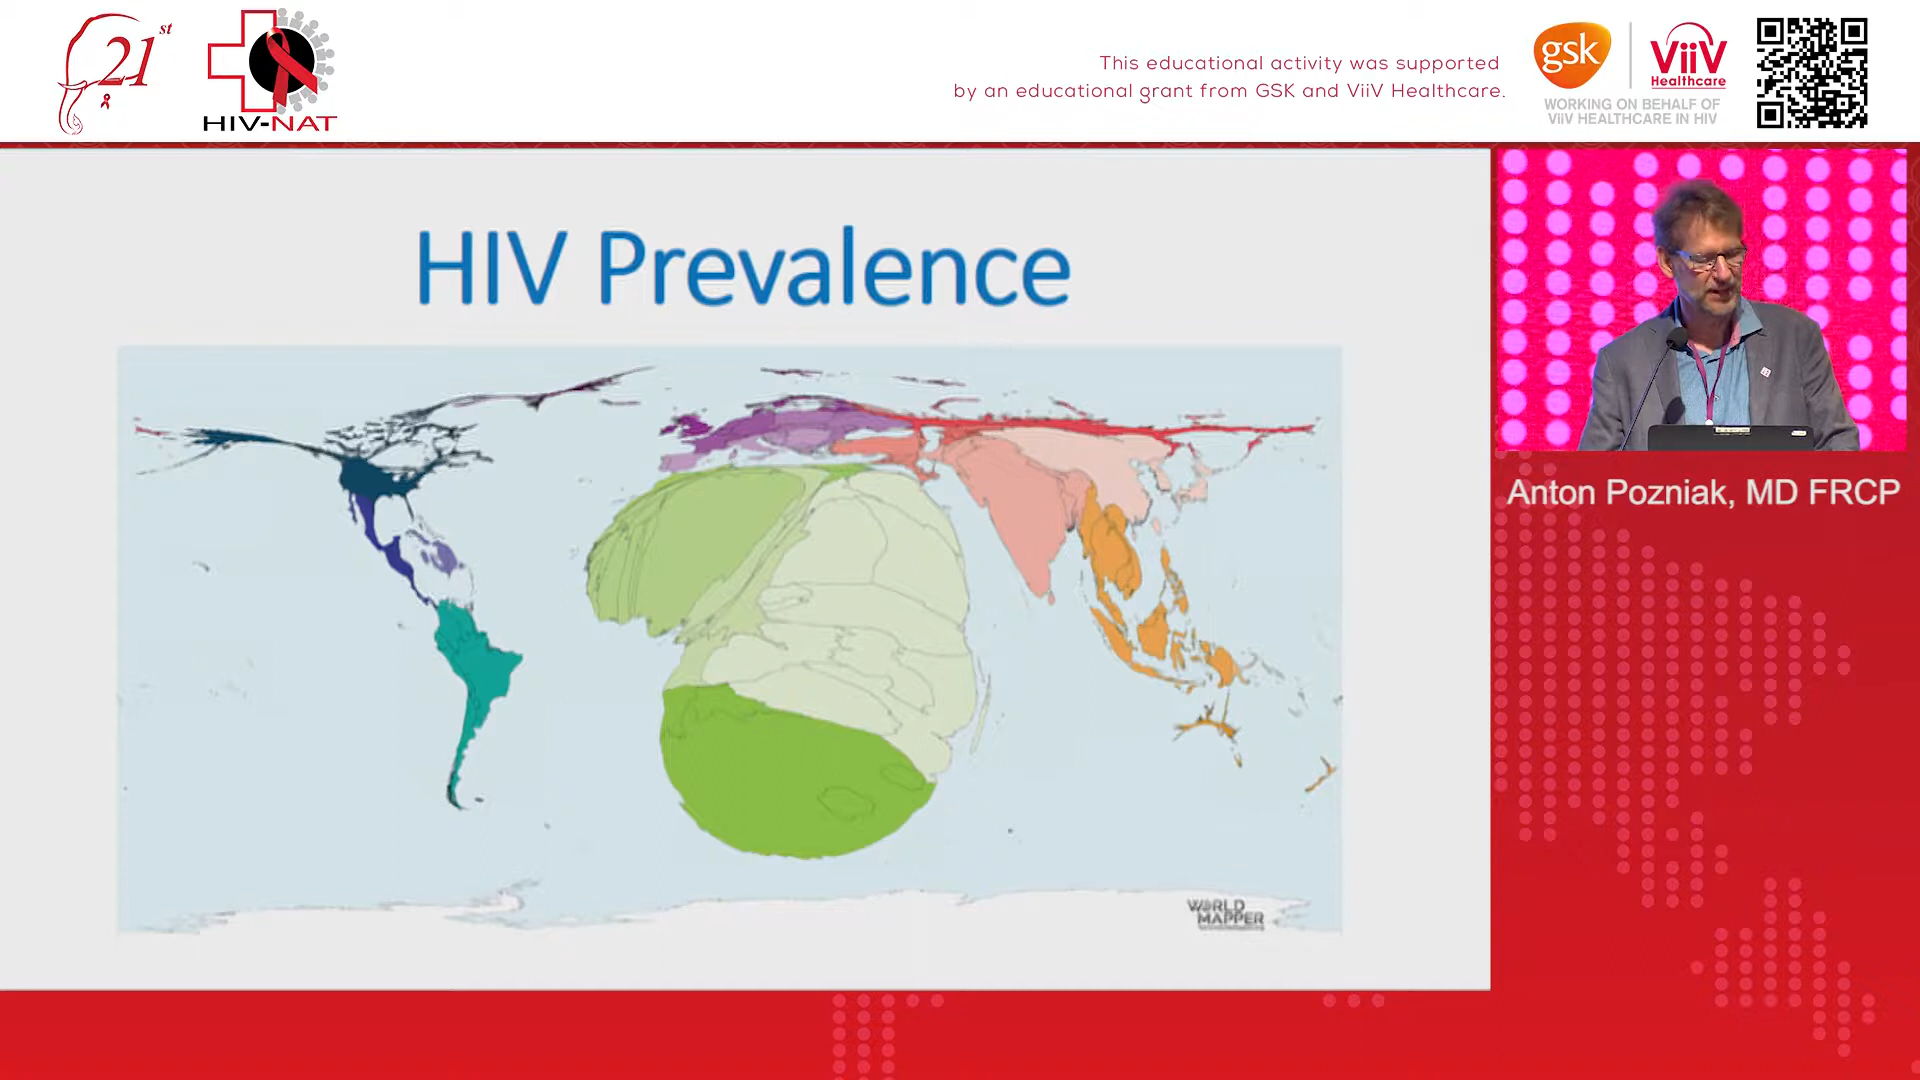 21st
HIV-NAT
This educational activity was supported
by an educational grant from GSK and ViiV Healthcare.
gsk
ViiV
Healthcare
WORKING ON BEHALF OF
ViiV HEALTHCARE IN HIV
HIV Prevalence
Anton Pozniak, MD FRCP
WORLD
MAPPER